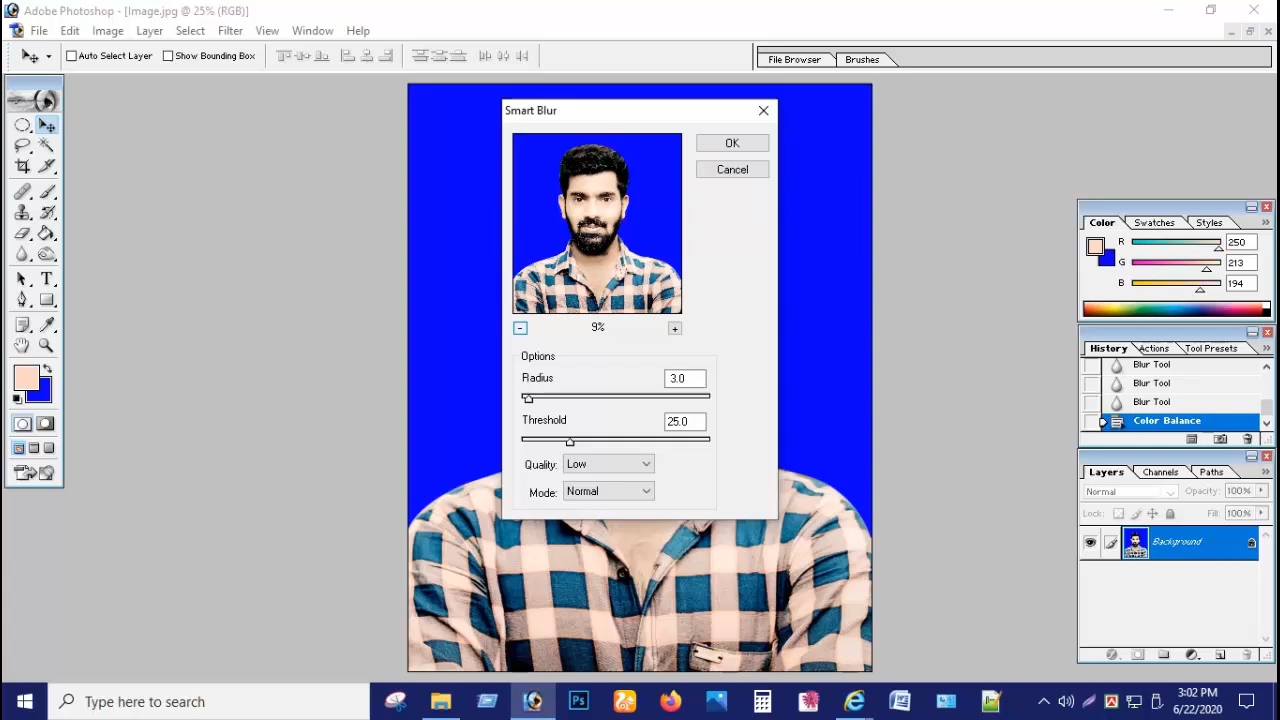 Adobe Photoshop - [Image.jpg @ 25% (RGB)]
File Edit Image Layer Select Filter View Window Help
Auto Select Layer Show Bounding Box
File Browser Brushes
Smart Blur
OK
Cancel
9%
Options
Radius 3.0
Threshold 25.0
Quality: Low
Mode: Normal
Color Swatches Styles
R 250
G 213
B 194
History Actions Tool Presets
Blur Tool
Blur Tool
Blur Tool
Color Balance
Layers Channels Paths
Normal Opacity: 100%
Lock: Fill: 100%
Background
Type here to search
3:02 PM
6/22/2020